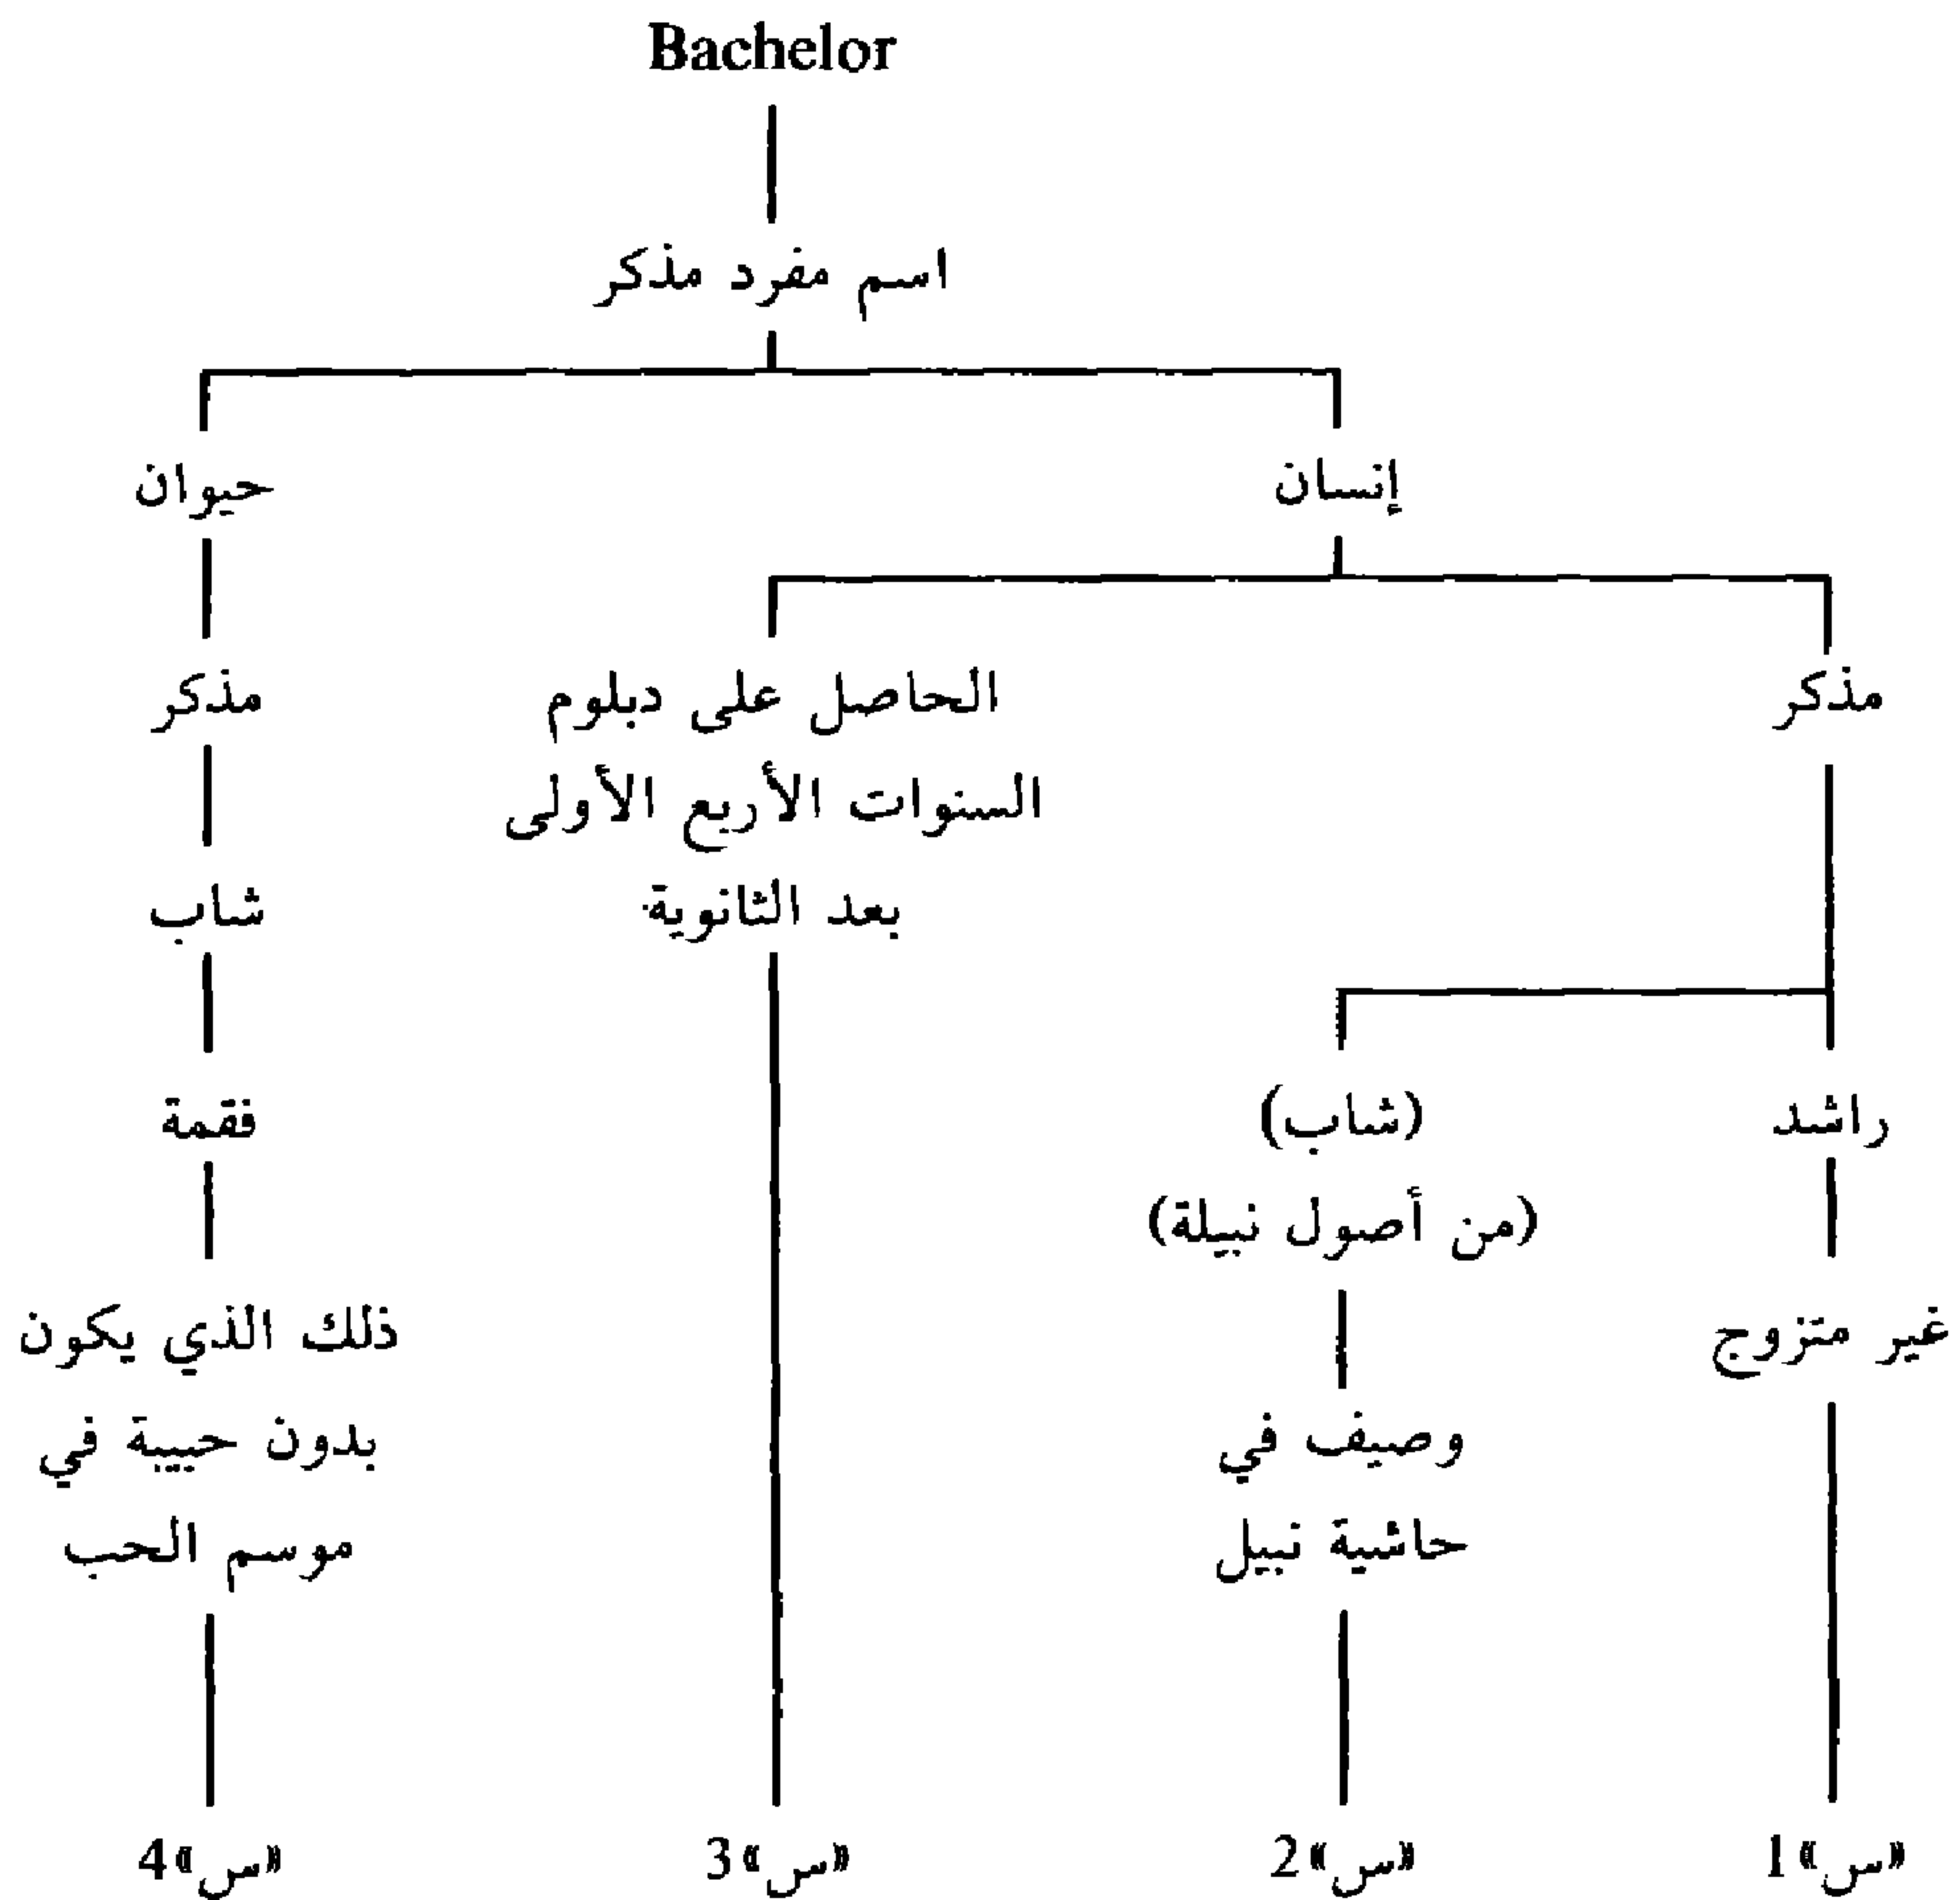 Bachelor
اسم مفرد مذكر
إنسان
حيوان
مذكر
الحاصل على دبلوم
السنوات الأربع الأولى
بعد الثانوية
مذكر
شاب
راشد
(شاب)
(من أصول نبيلة)
فقمة
غير متزوج
وصيف في
حاشية نبيل
ذلك الذي يكون
بدون حبيبة في
موسم الحب
«س»1
«س»2
«س»3
«س»4